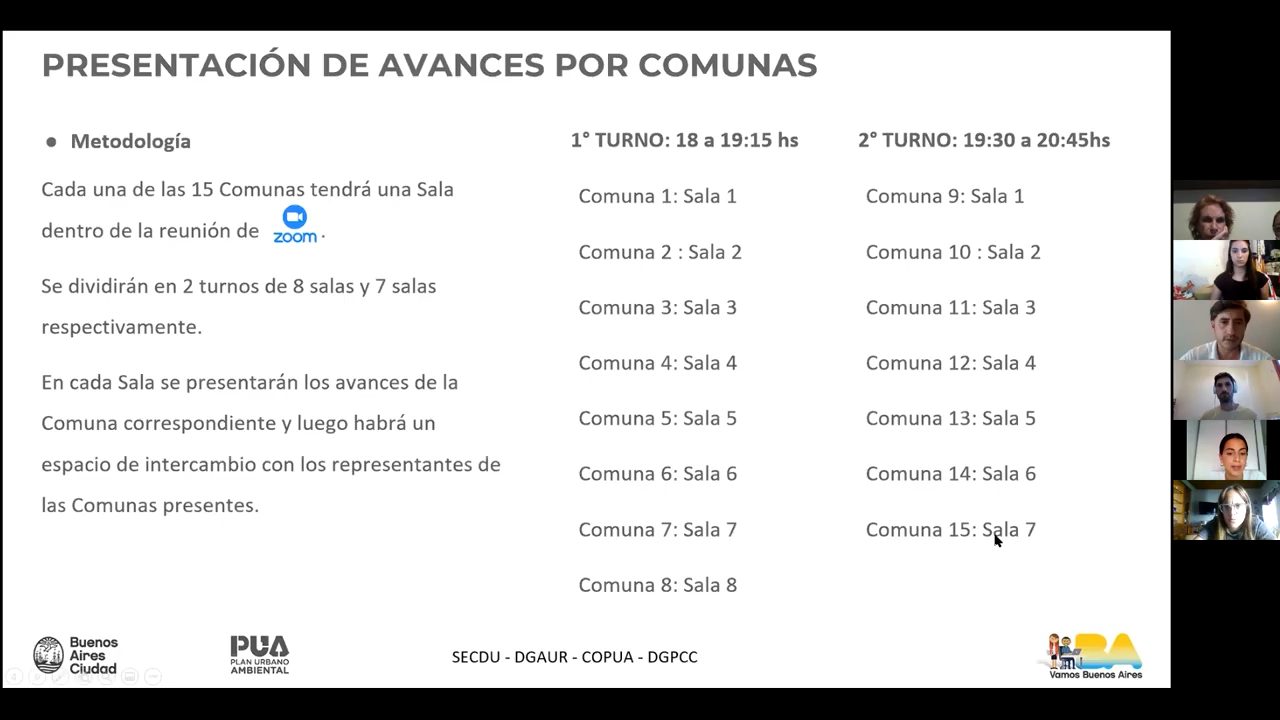 PRESENTACIÓN DE AVANCES POR COMUNAS
● Metodología
Cada una de las 15 Comunas tendrá una Sala
dentro de la reunión de zoom.
Se dividirán en 2 turnos de 8 salas y 7 salas
respectivamente.
En cada Sala se presentarán los avances de la
Comuna correspondiente y luego habrá un
espacio de intercambio con los representantes de
las Comunas presentes.
1° TURNO: 18 a 19:15 hs
Comuna 1: Sala 1
Comuna 2 : Sala 2
Comuna 3: Sala 3
Comuna 4: Sala 4
Comuna 5: Sala 5
Comuna 6: Sala 6
Comuna 7: Sala 7
Comuna 8: Sala 8
2° TURNO: 19:30 a 20:45hs
Comuna 9: Sala 1
Comuna 10 : Sala 2
Comuna 11: Sala 3
Comuna 12: Sala 4
Comuna 13: Sala 5
Comuna 14: Sala 6
Comuna 15: Sala 7
Buenos
Aires
Ciudad
PUA
PLAN URBANO
AMBIENTAL
SECDU - DGAUR - COPUA - DGPCC
BA
Vamos Buenos Aires